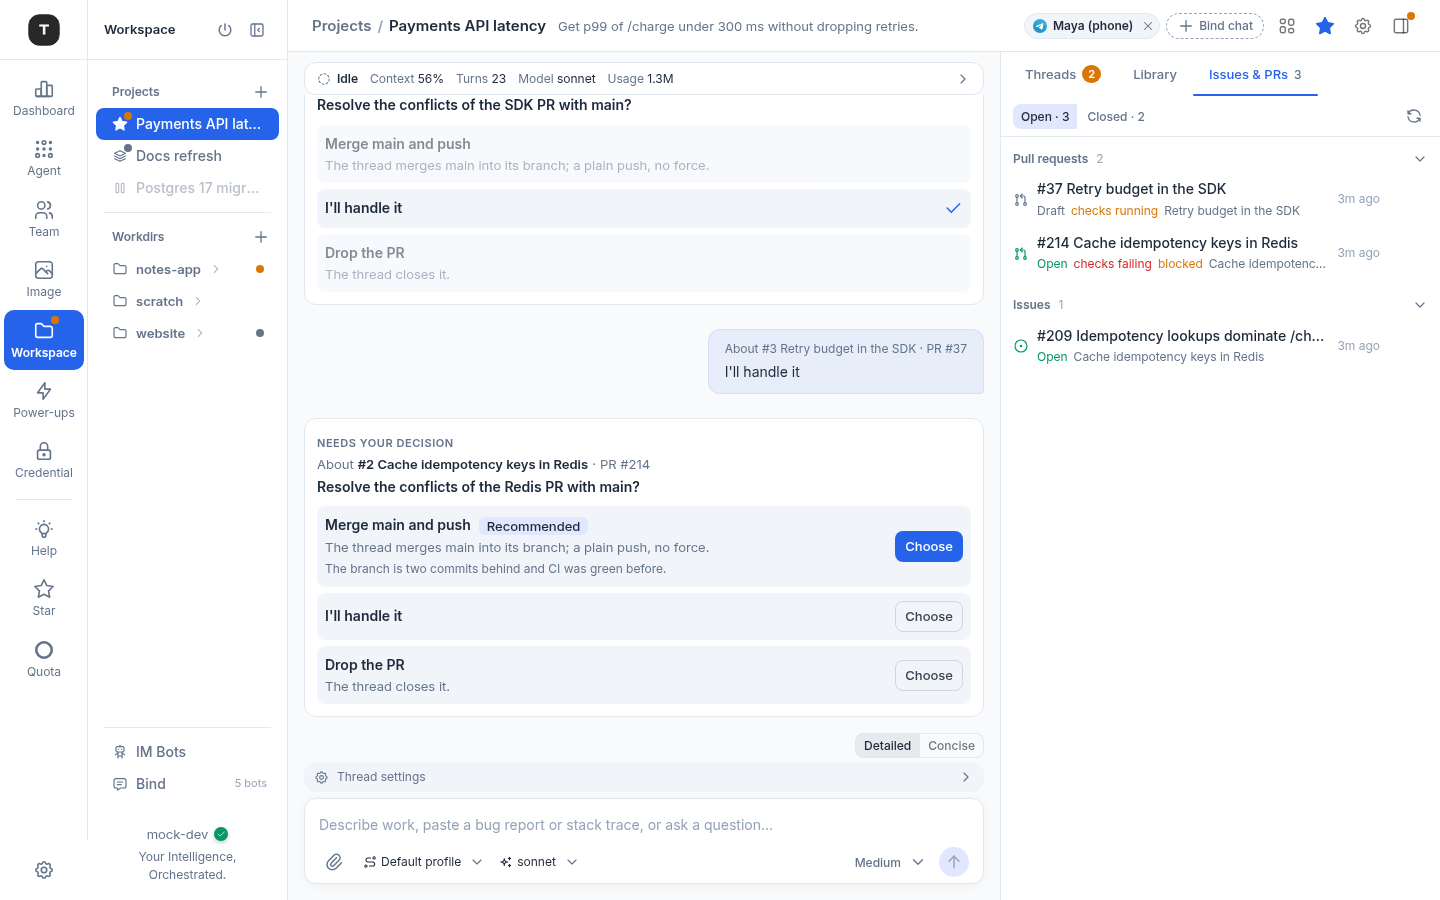 T
Dashboard
Agent
Team
Image
Workspace
Power-ups
Credential
Help
Star
Quota
Workspace
Projects
Payments API lat...
Docs refresh
Postgres 17 migr...
Workdirs
notes-app
scratch
website
IM Bots
Bind 5 bots
mock-dev
Your Intelligence,
Orchestrated.
Projects / Payments API latency Get p99 of /charge under 300 ms without dropping retries.
Maya (phone)
Bind chat
Idle Context 56% Turns 23 Model sonnet Usage 1.3M
Resolve the conflicts of the SDK PR with main?
Merge main and push
The thread merges main into its branch; a plain push, no force.
I'll handle it
Drop the PR
The thread closes it.
About #3 Retry budget in the SDK · PR #37
I'll handle it
NEEDS YOUR DECISION
About #2 Cache idempotency keys in Redis · PR #214
Resolve the conflicts of the Redis PR with main?
Merge main and push Recommended
The thread merges main into its branch; a plain push, no force.
The branch is two commits behind and CI was green before.
Choose
I'll handle it
Choose
Drop the PR
The thread closes it.
Choose
Detailed Concise
Thread settings
Describe work, paste a bug report or stack trace, or ask a question...
Default profile sonnet Medium
Threads 2 Library Issues & PRs 3
Open · 3 Closed · 2
Pull requests 2
#37 Retry budget in the SDK
Draft checks running Retry budget in the SDK
3m ago
#214 Cache idempotency keys in Redis
Open checks failing blocked Cache idempotenc...
3m ago
Issues 1
#209 Idempotency lookups dominate /ch...
Open Cache idempotency keys in Redis
3m ago